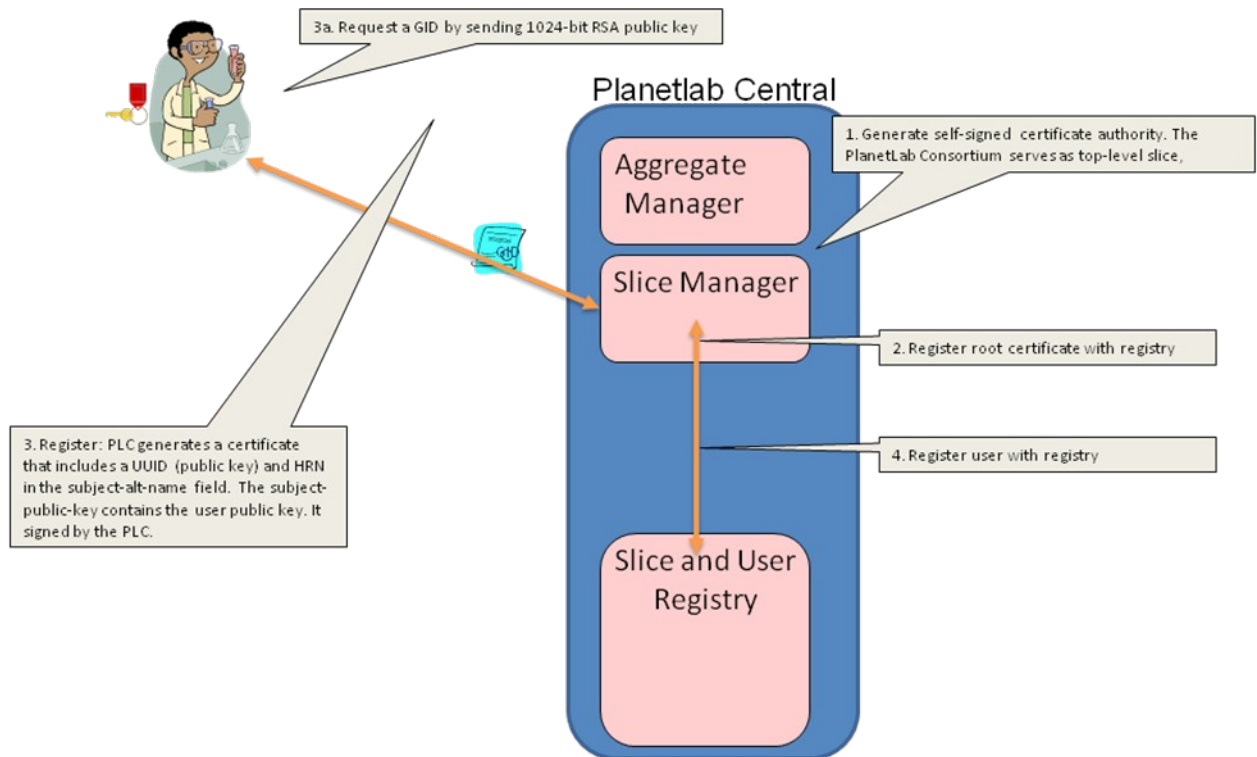 3a. Request a GID by sending 1024-bit RSA public key
Planetlab Central
1. Generate self-signed certificate authority. The
PlanetLab Consortium serves as top-level slice,
Aggregate
Manager
GID
Slice Manager
2. Register root certificate with registry
3. Register: PLC generates a certificate
that includes a UUID (public key) and HRN
in the subject-alt-name field. The subject-
public-key contains the user public key. It
signed by the PLC.
4. Register user with registry
Slice and User
Registry